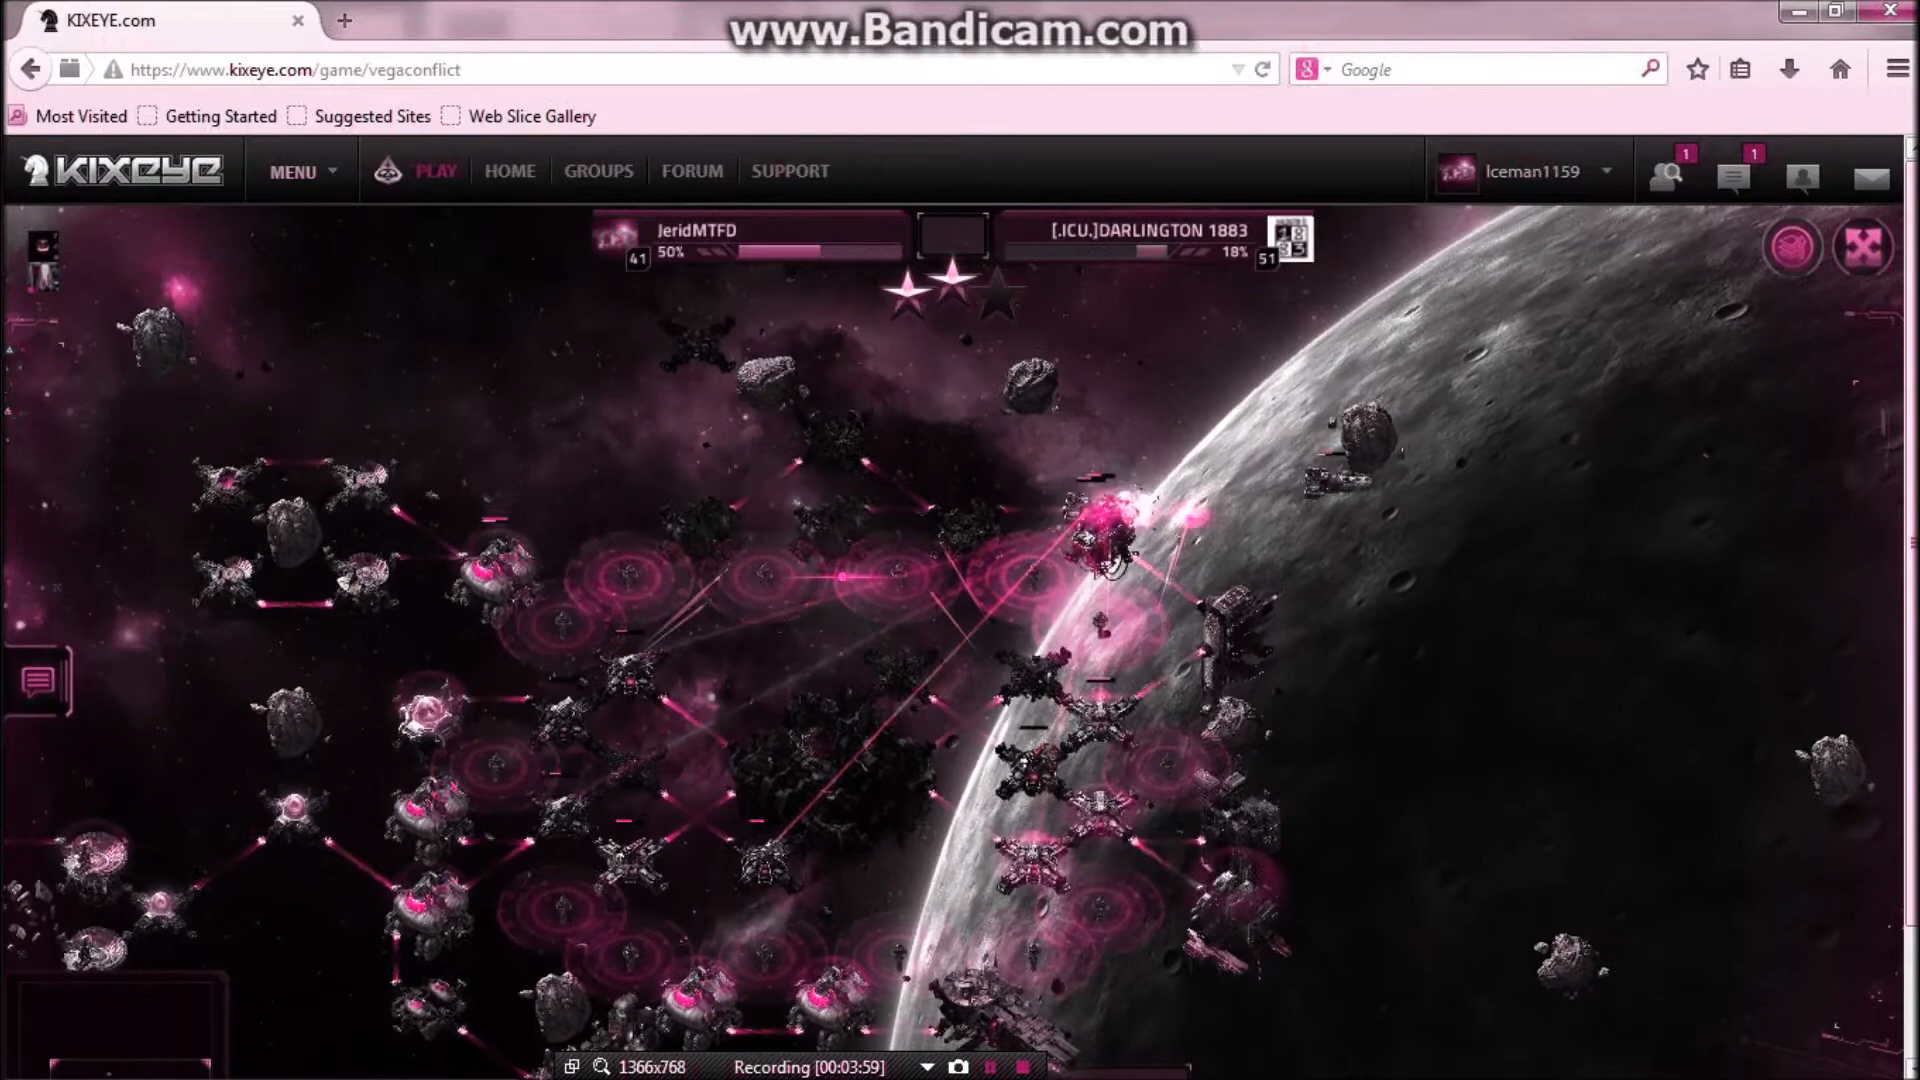 KIXEYE.com
www.Bandicam.com
https://www.kixeye.com/game/vegaconflict
Google
Most Visited Getting Started Suggested Sites Web Slice Gallery
KIXEYE MENU PLAY HOME GROUPS FORUM SUPPORT Iceman1159 1 1
JeridMTFD [.ICU.]DARLINGTON 1883
41 50% 18% 51
1366x768 Recording [00:03:59]